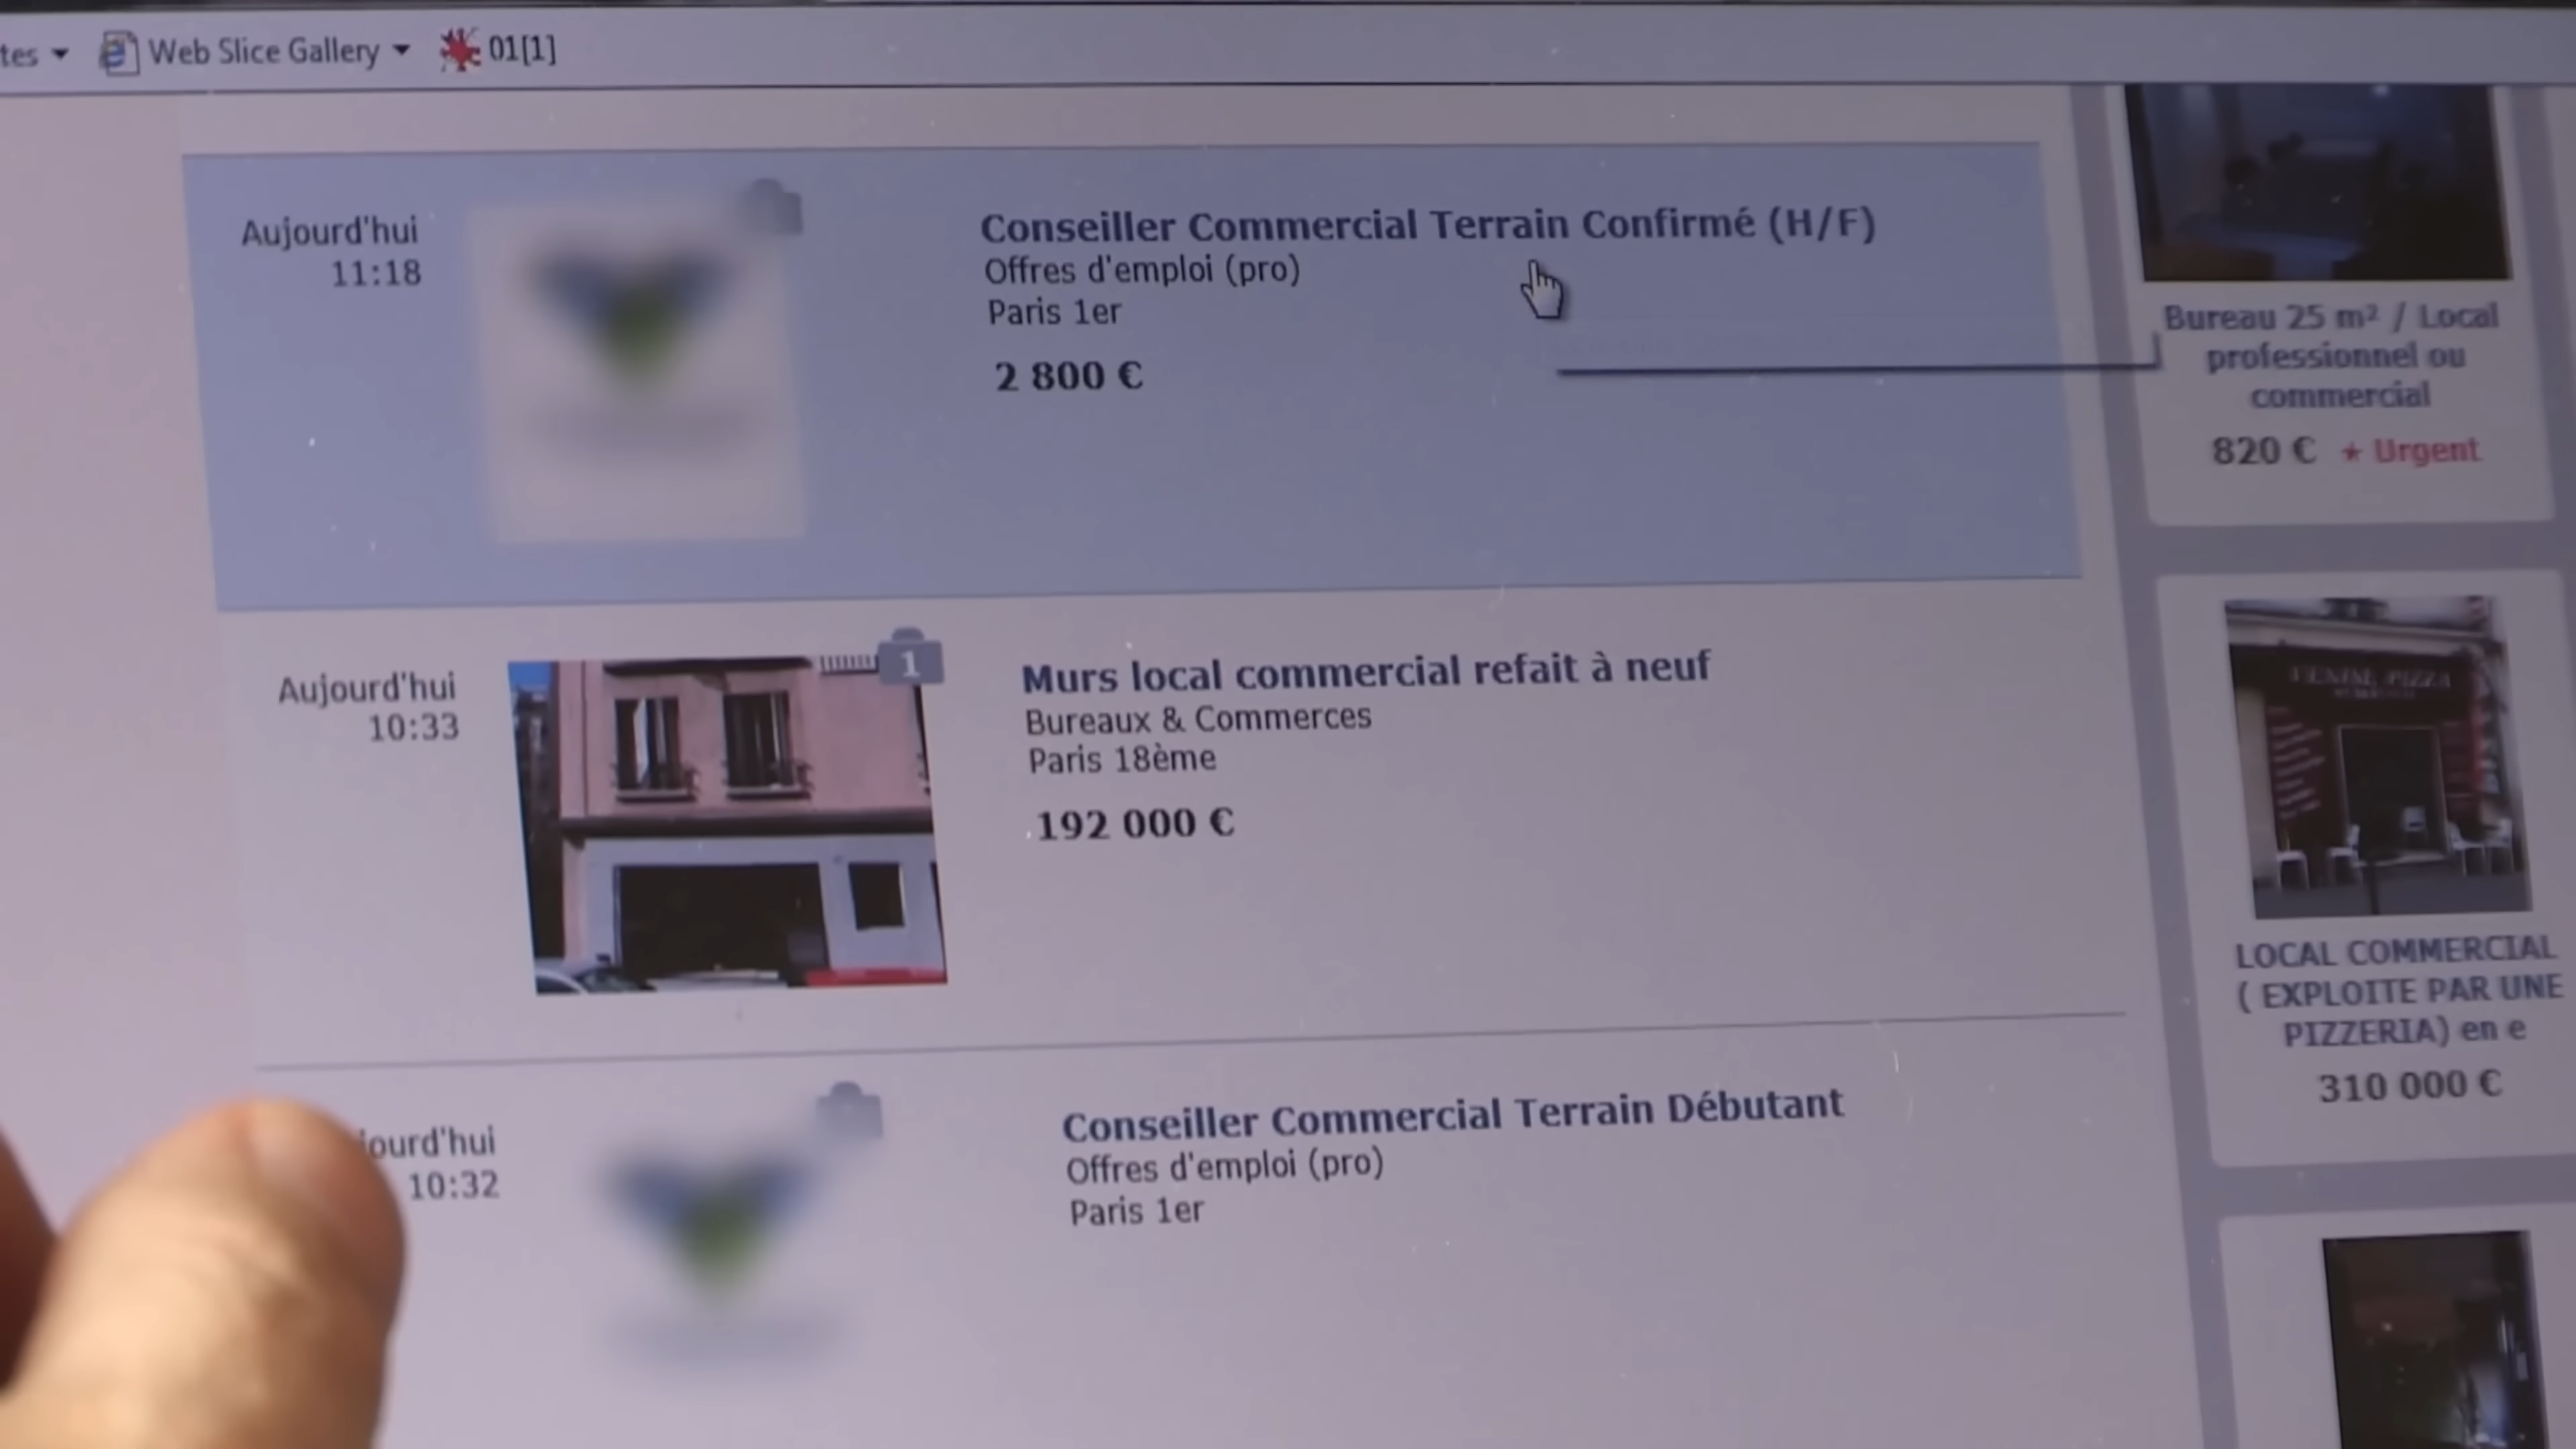 tes
Web Slice Gallery
01[1]
Aujourd'hui
11:18
Conseiller Commercial Terrain Confirmé (H/F)
Offres d'emploi (pro)
Paris 1er
2 800 €
Bureau 25 m² / Local
professionnel ou
commercial
820 € ★ Urgent
Aujourd'hui
10:33
1
Murs local commercial refait à neuf
Bureaux & Commerces
Paris 18ème
192 000 €
PIZZA
LOCAL COMMERCIAL
( EXPLOITE PAR UNE
PIZZERIA) en e
310 000 €
jourd'hui
10:32
Conseiller Commercial Terrain Débutant
Offres d'emploi (pro)
Paris 1er